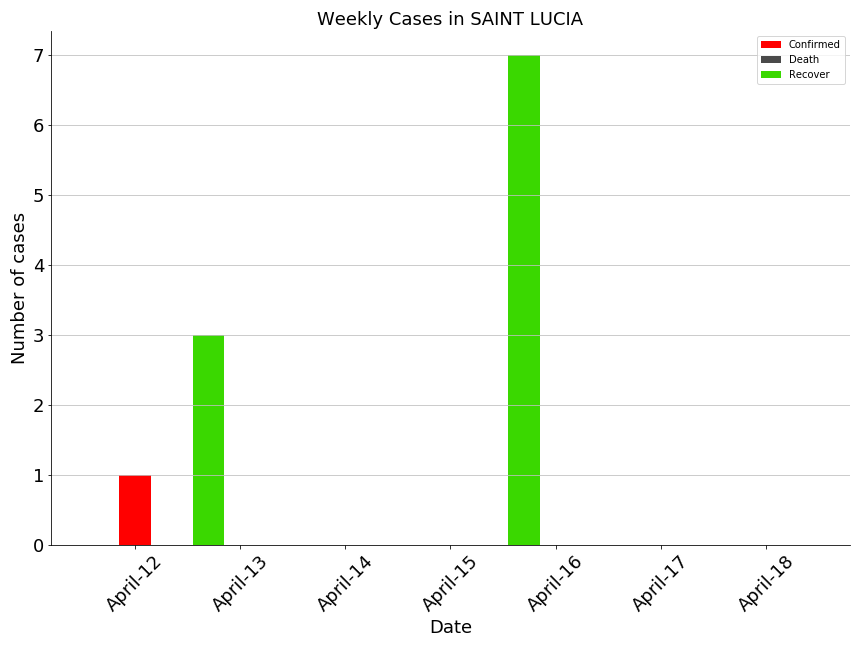 Weekly Cases in SAINT LUCIA
Confirmed
Death
Recover
Number of cases
7
6
5
4
3
2
1
0
April-12
April-13
April-14
April-15
April-16
April-17
April-18
Date